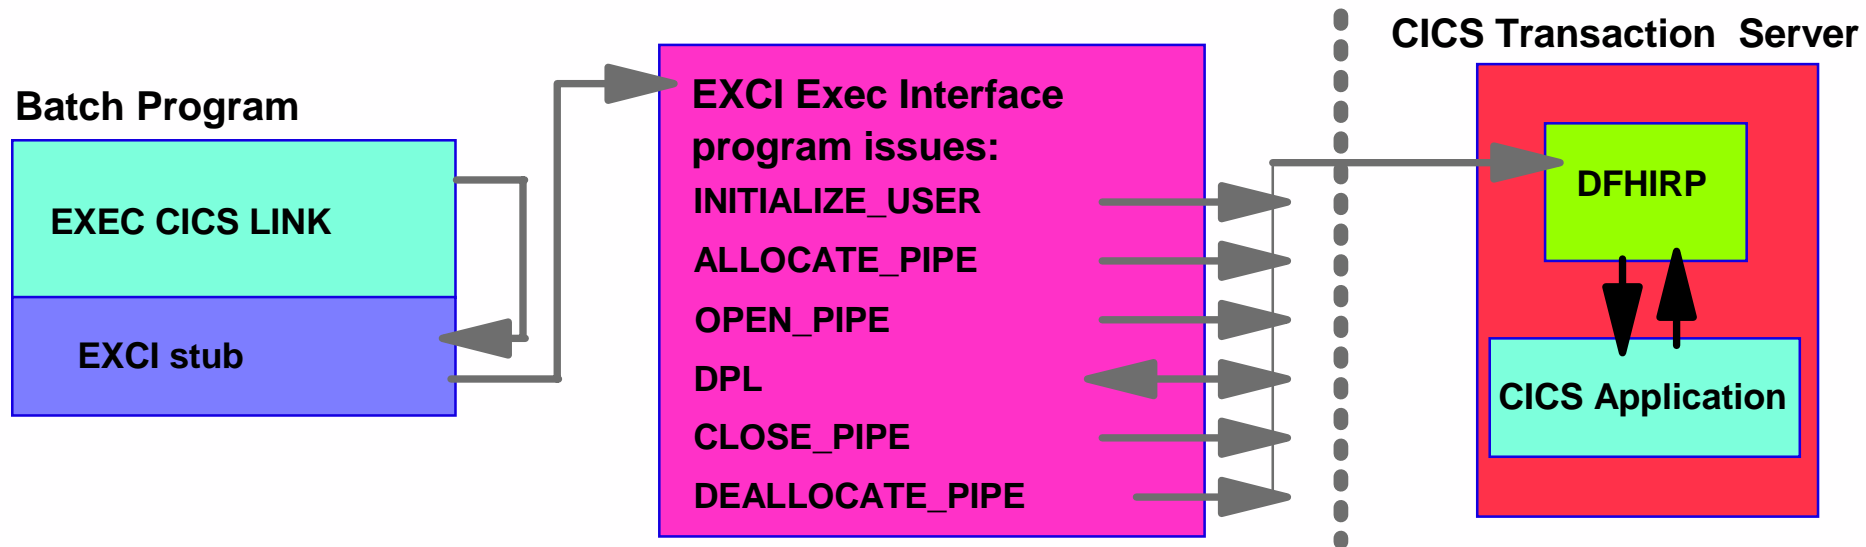 Batch Program
EXEC CICS LINK
EXCI stub
EXCI Exec Interface
program issues:
INITIALIZE_USER
ALLOCATE_PIPE
OPEN_PIPE
DPL
CLOSE_PIPE
DEALLOCATE_PIPE
CICS Transaction Server
DFHIRP
CICS Application